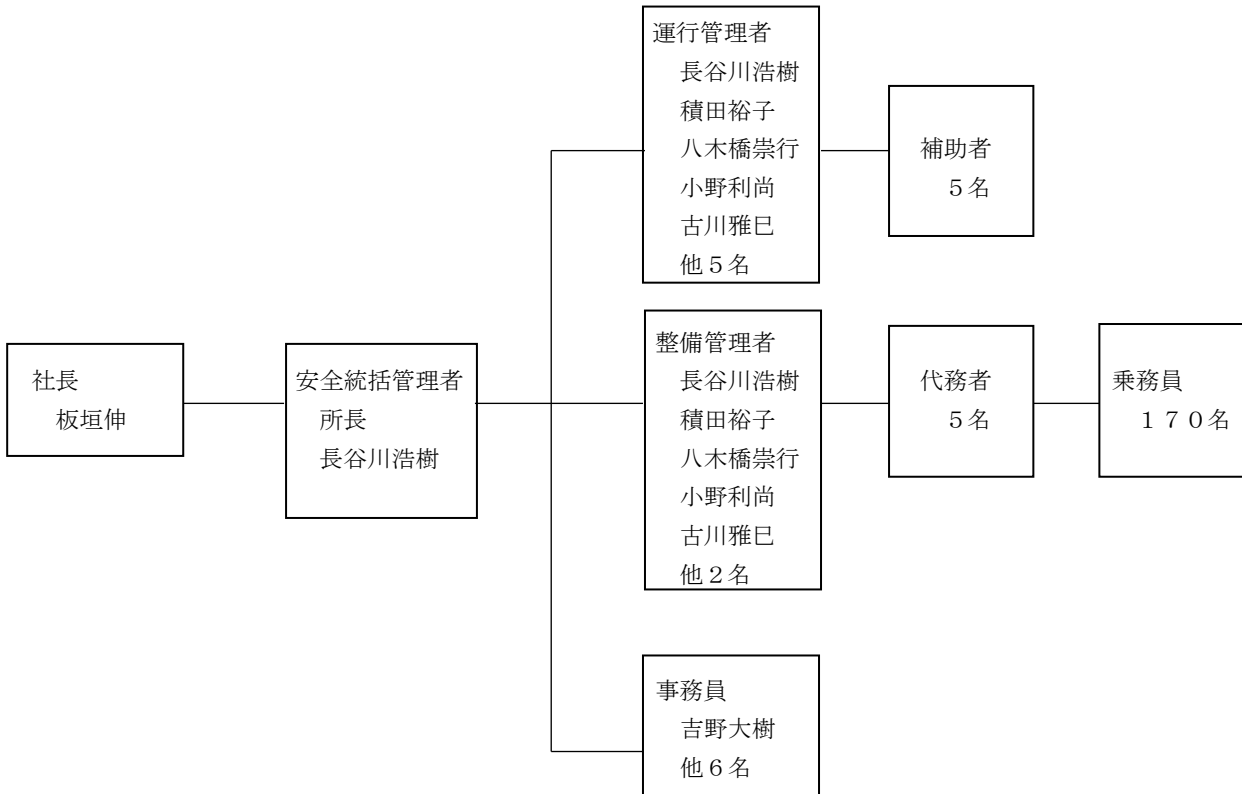 社長
板垣伸
安全統括管理者
所長
長谷川浩樹
運行管理者
長谷川浩樹
積田裕子
八木橋崇行
小野利尚
古川雅巳
他５名
補助者
５名
整備管理者
長谷川浩樹
積田裕子
八木橋崇行
小野利尚
古川雅巳
他２名
代務者
５名
乗務員
１７０名
事務員
吉野大樹
他６名